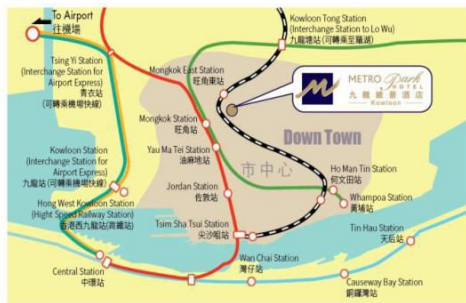 To Airport
往機場
Kowloon Tong Station
(Interchange Station to Lo Wu)
九龍塘站(可轉乘至羅湖)
Tsing Yi Station
(Interchange Station for
Airport Express)
青衣站
(可轉乘機場快線)
Mongkok East Station
旺角東站
METRO Park
HOTEL
九龍維景酒店
Kowloon
Mongkok Station
旺角站
Down Town
市中心
Yau Ma Tei Station
油麻地站
Kowloon Station
(Interchange Station for
Airport Express)
九龍站(可轉乘機場快線)
Ho Man Tin Station
何文田站
Jordan Station
佐敦站
Whampoa Station
黃埔站
Hong West Kowloon Station
(Hight Speed Railway Station)
香港西九龍站(高鐵站)
Tsim Sha Tsui Station
尖沙咀站
Tin Hau Station
天后站
Central Station
中環站
Wan Chai Station
灣仔站
Causeway Bay Station
銅鑼灣站